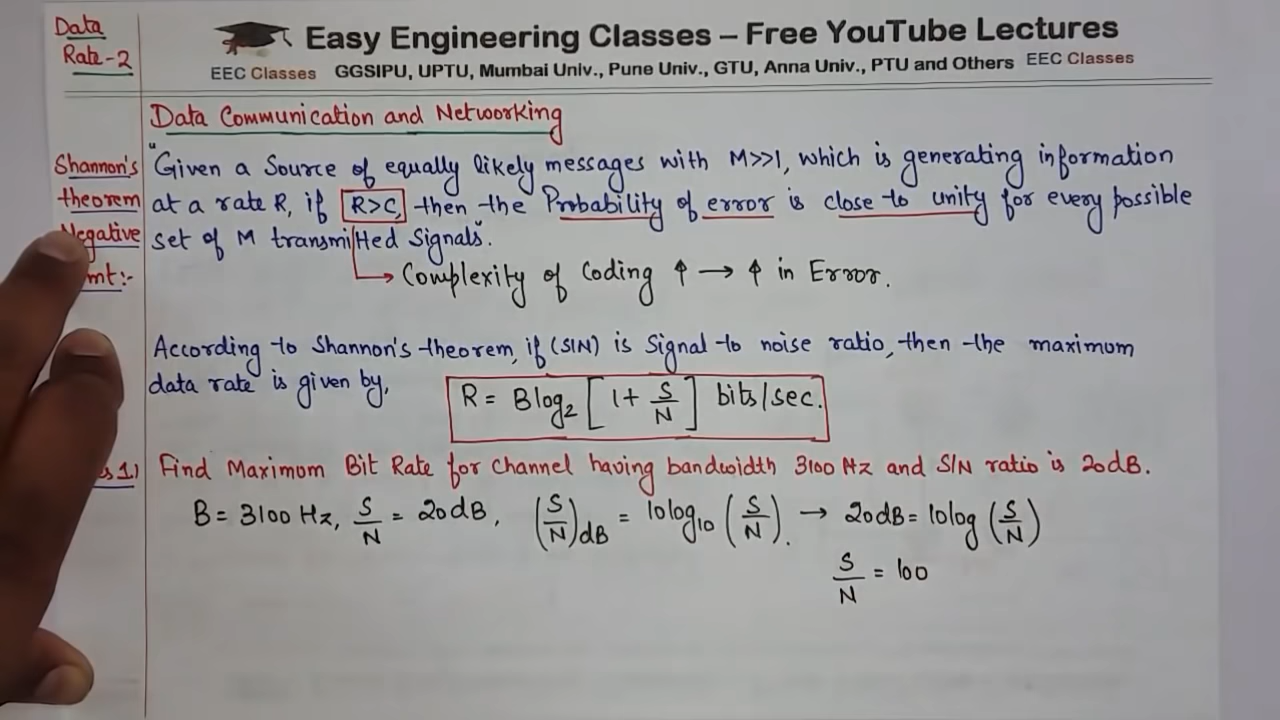 Data
Rate-2
Easy Engineering Classes – Free YouTube Lectures
EEC Classes GGSIPU, UPTU, Mumbai Univ., Pune Univ., GTU, Anna Univ., PTU and Others EEC Classes
Data Communication and Networking
Shannon's
theorem
Negative
mt:-
"Given a Source of equally likely messages with M>>1, which is generating information
at a rate R, if R>C, then the Probability of error is close to unity for every possible
set of M transmitted Signals".
Complexity of Coding ↑ → ↑ in Error.
According to Shannon's theorem, if (S/N) is Signal to noise ratio, then the maximum
data rate is given by,
R = Blog₂ [1 + S/N] bits/sec.
s 1) Find Maximum Bit Rate for Channel having bandwidth 3100 Hz and S/N ratio is 20dB.
B = 3100 Hz, S/N = 20dB, (S/N)dB = 10log₁₀ (S/N). → 20dB = 10log (S/N)
S/N = 100